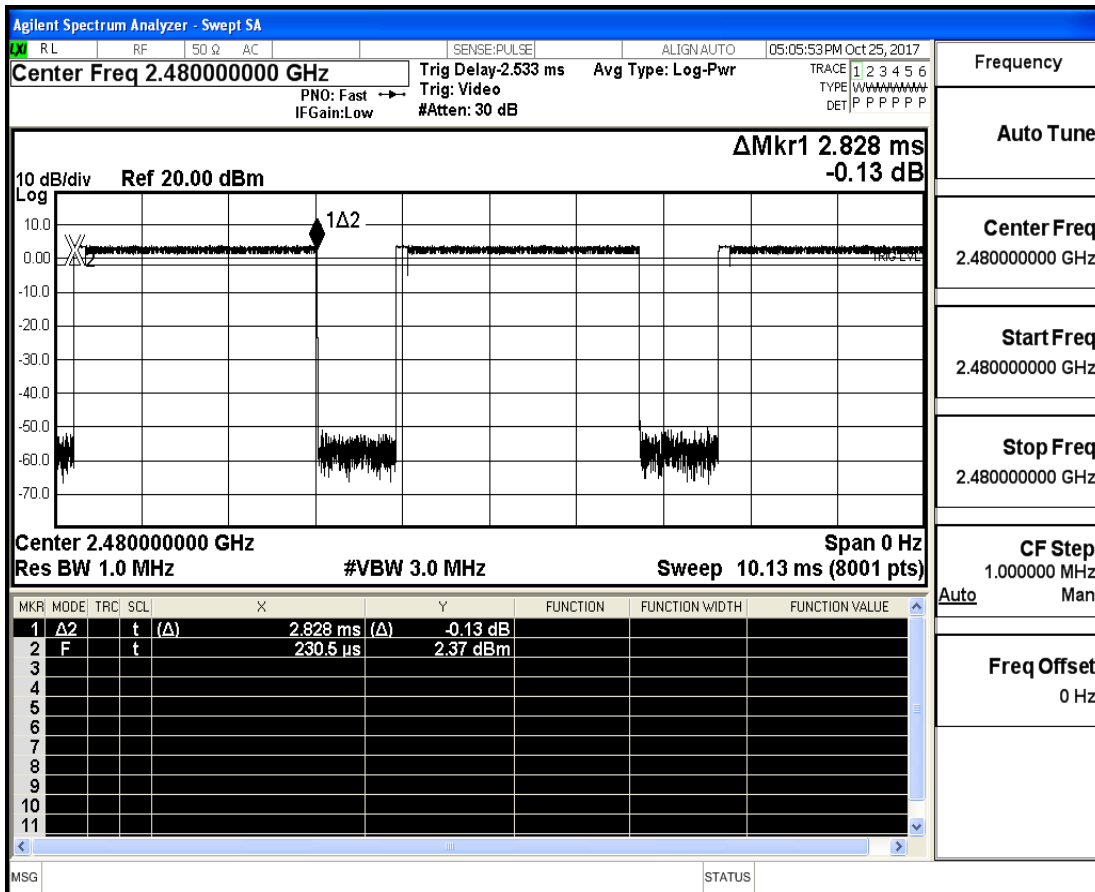 Agilent Spectrum Analyzer - Swept SA
LXI RL RF 50 Ω AC SENSE:PULSE ALIGN AUTO 05:05:53 PM Oct 25, 2017
Center Freq 2.480000000 GHz
PNO: Fast
IFGain:Low
Trig Delay-2.533 ms
Trig: Video
#Atten: 30 dB
Avg Type: Log-Pwr
TRACE 1 2 3 4 5 6
TYPE WWWWWW
DET P P P P P P
ΔMkr1 2.828 ms
-0.13 dB
10 dB/div Ref 20.00 dBm
Log
10.0
0.00
-10.0
-20.0
-30.0
-40.0
-50.0
-60.0
-70.0
1Δ2
2
TRIG LVL
Center 2.480000000 GHz Span 0 Hz
Res BW 1.0 MHz #VBW 3.0 MHz Sweep 10.13 ms (8001 pts)
MKR MODE TRC SCL X Y FUNCTION FUNCTION WIDTH FUNCTION VALUE
1 Δ2 t (Δ) 2.828 ms (Δ) -0.13 dB
2 F t 230.5 µs 2.37 dBm
3
4
5
6
7
8
9
10
11
MSG STATUS
Frequency
Auto Tune
Center Freq
2.480000000 GHz
Start Freq
2.480000000 GHz
Stop Freq
2.480000000 GHz
CF Step
1.000000 MHz
Auto Man
Freq Offset
0 Hz